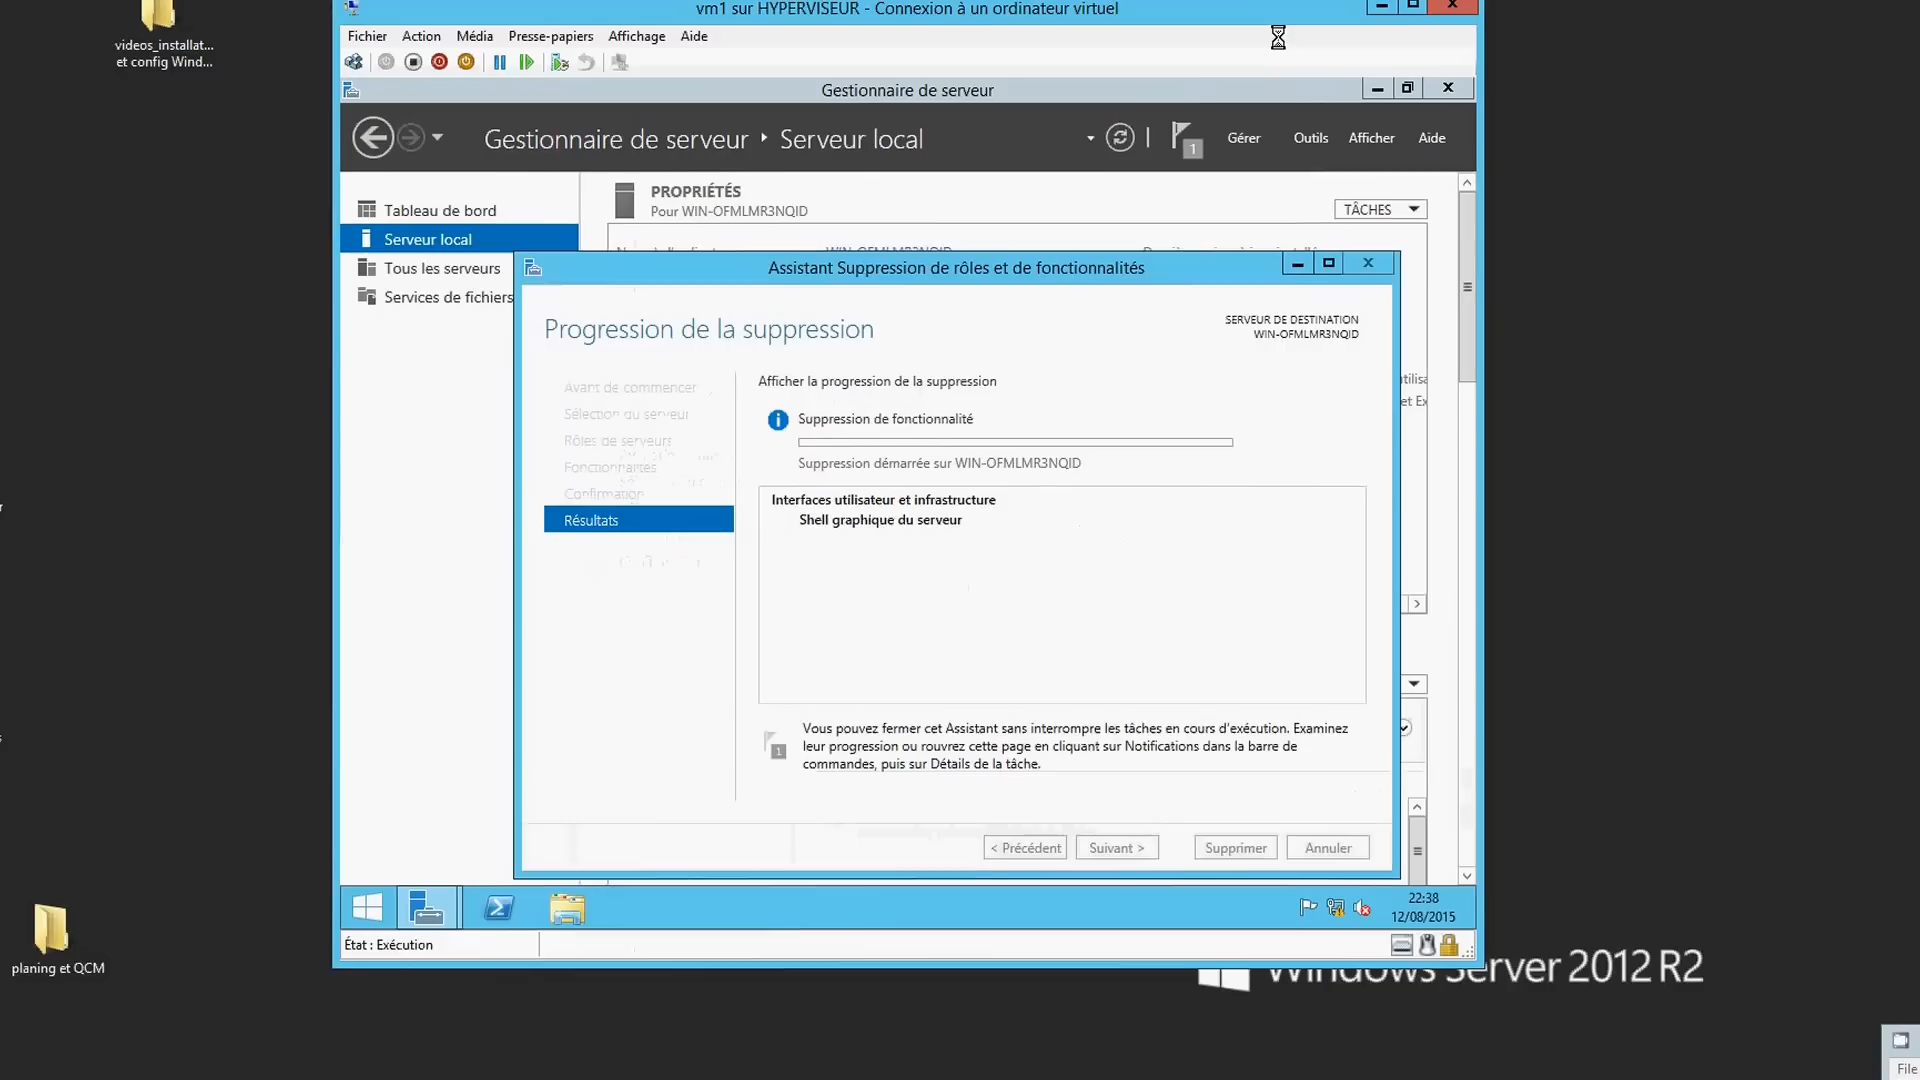 videos_installat...
et config Wind...
vm1 sur HYPERVISEUR - Connexion à un ordinateur virtuel
Fichier Action Média Presse-papiers Affichage Aide
Gestionnaire de serveur
Gestionnaire de serveur ‣ Serveur local
1
Gérer Outils Afficher Aide
PROPRIÉTÉS
Pour WIN-OFMLMR3NQID
TÂCHES
Tableau de bord
Serveur local
Tous les serveurs
Services de fichiers
Assistant Suppression de rôles et de fonctionnalités
Progression de la suppression
SERVEUR DE DESTINATION
WIN-OFMLMR3NQID
Avant de commencer
Sélection du serveur
Rôles de serveurs
Fonctionnalités
Confirmation
Résultats
Afficher la progression de la suppression
Suppression de fonctionnalité
Suppression démarrée sur WIN-OFMLMR3NQID
Interfaces utilisateur et infrastructure
Shell graphique du serveur
1
Vous pouvez fermer cet Assistant sans interrompre les tâches en cours d'exécution. Examinez
leur progression ou rouvrez cette page en cliquant sur Notifications dans la barre de
commandes, puis sur Détails de la tâche.
< Précédent Suivant > Supprimer Annuler
22:38
12/08/2015
État : Exécution
planing et QCM
Windows Server 2012 R2
File